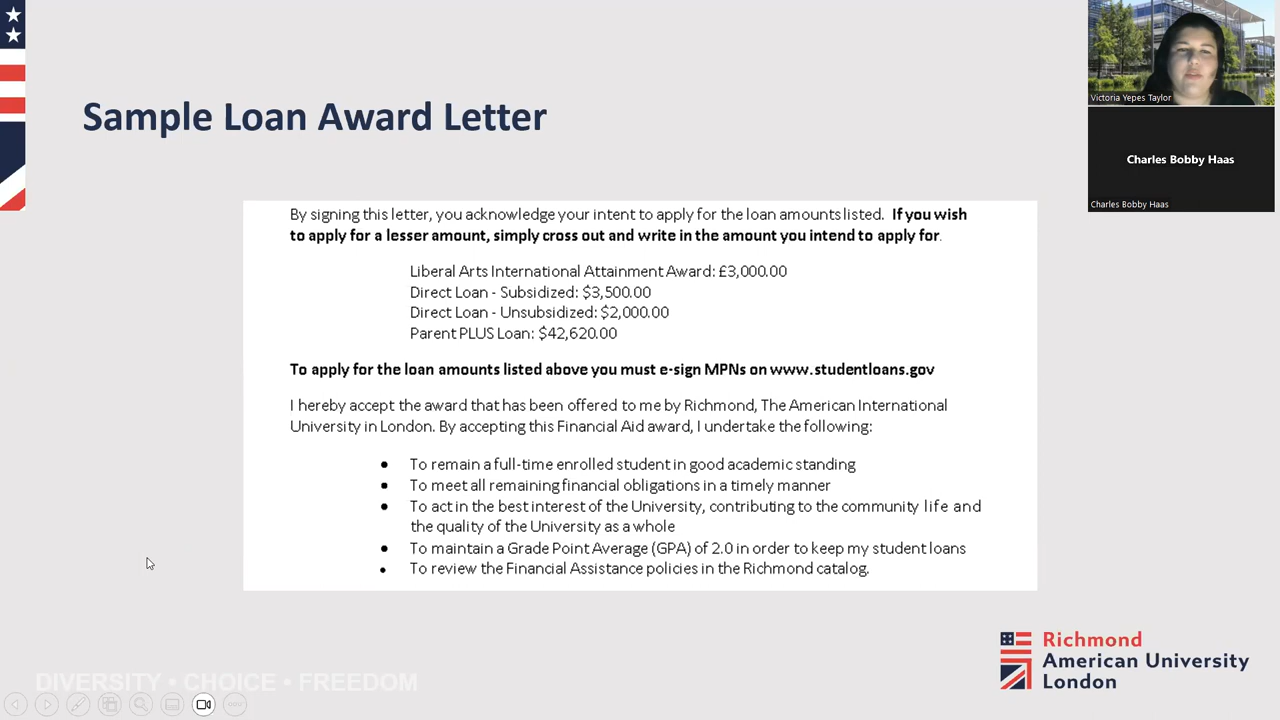 Sample Loan Award Letter
Victoria Yepes Taylor
Charles Bobby Haas
Charles Bobby Haas
By signing this letter, you acknowledge your intent to apply for the loan amounts listed. If you wish
to apply for a lesser amount, simply cross out and write in the amount you intend to apply for.
Liberal Arts International Attainment Award: £3,000.00
Direct Loan - Subsidized: $3,500.00
Direct Loan - Unsubsidized: $2,000.00
Parent PLUS Loan: $42,620.00
To apply for the loan amounts listed above you must e-sign MPNs on www.studentloans.gov
I hereby accept the award that has been offered to me by Richmond, The American International
University in London. By accepting this Financial Aid award, I undertake the following:
• To remain a full-time enrolled student in good academic standing
• To meet all remaining financial obligations in a timely manner
• To act in the best interest of the University, contributing to the community life and
the quality of the University as a whole
• To maintain a Grade Point Average (GPA) of 2.0 in order to keep my student loans
• To review the Financial Assistance policies in the Richmond catalog.
Richmond
American University
London
DIVERSITY • CHOICE • FREEDOM